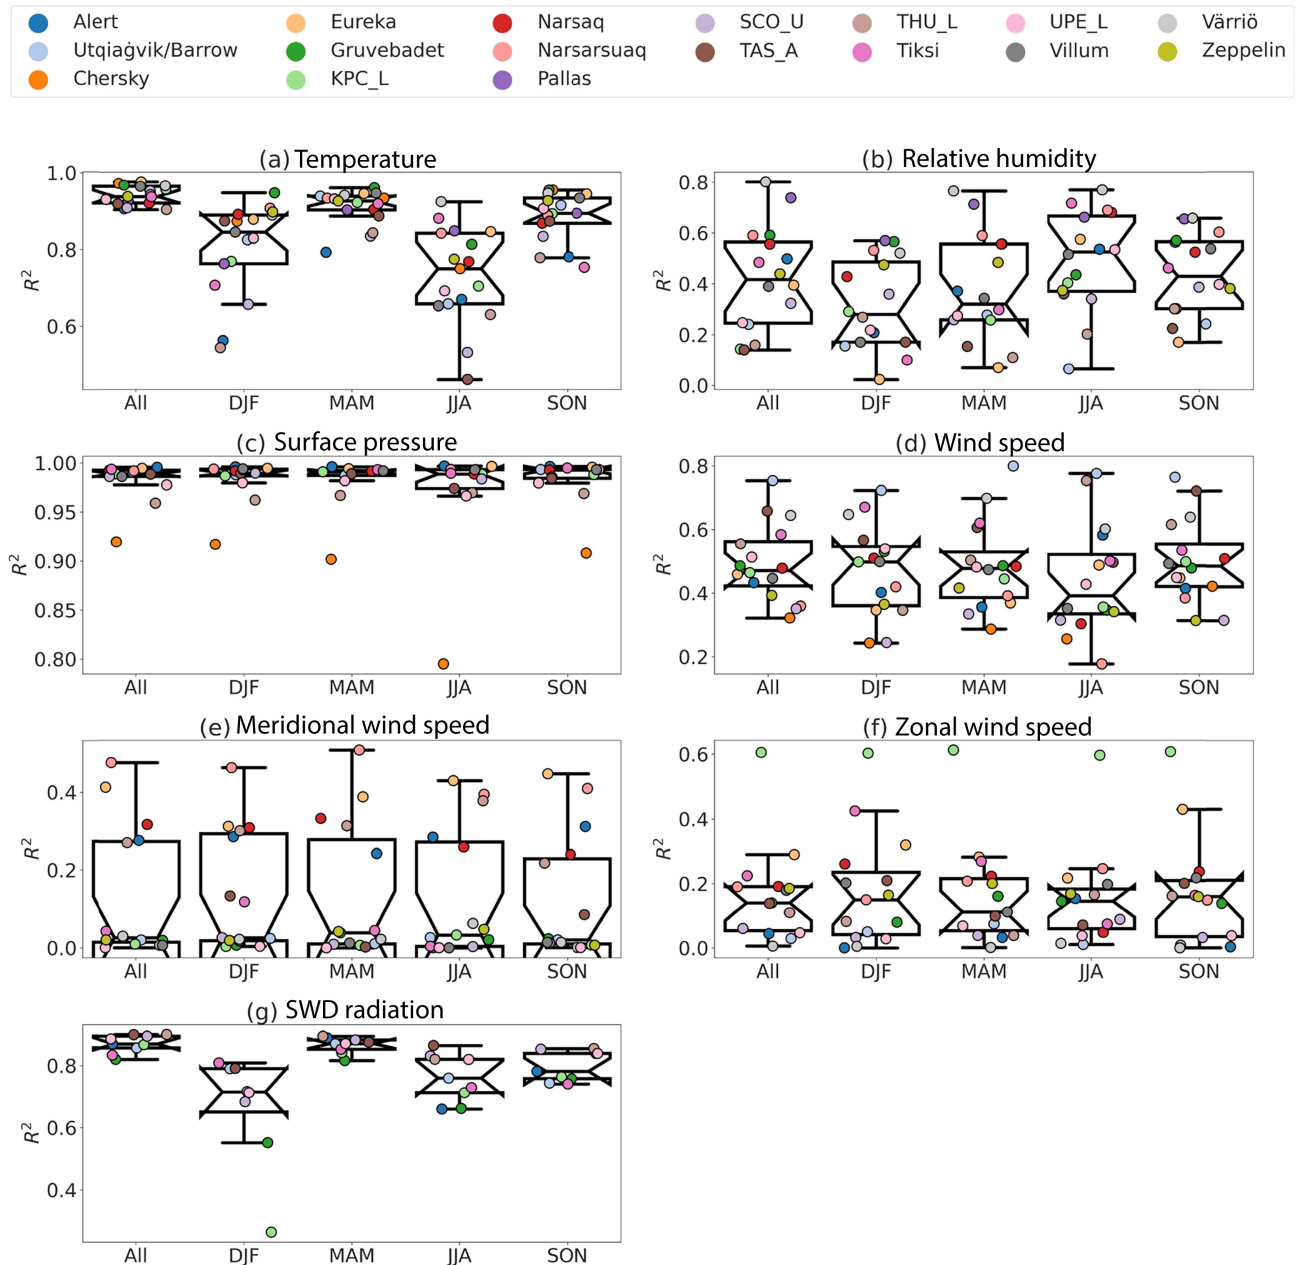 Alert Eureka Narsaq SCO_U THU_L UPE_L Värriö
Utqiaġvik/Barrow Gruvebadet Narsarsuaq TAS_A Tiksi Villum Zeppelin
Chersky KPC_L Pallas
(a) Temperature (b) Relative humidity
1.0
0.8
0.6
R²
All DJF MAM JJA SON
0.8
0.6
0.4
0.2
0.0
R²
All DJF MAM JJA SON
(c) Surface pressure (d) Wind speed
1.00
0.95
0.90
0.85
0.80
R²
All DJF MAM JJA SON
0.8
0.6
0.4
0.2
R²
All DJF MAM JJA SON
(e) Meridional wind speed (f) Zonal wind speed
0.4
0.2
0.0
R²
All DJF MAM JJA SON
0.6
0.4
0.2
0.0
R²
All DJF MAM JJA SON
(g) SWD radiation
0.8
0.6
0.4
R²
All DJF MAM JJA SON